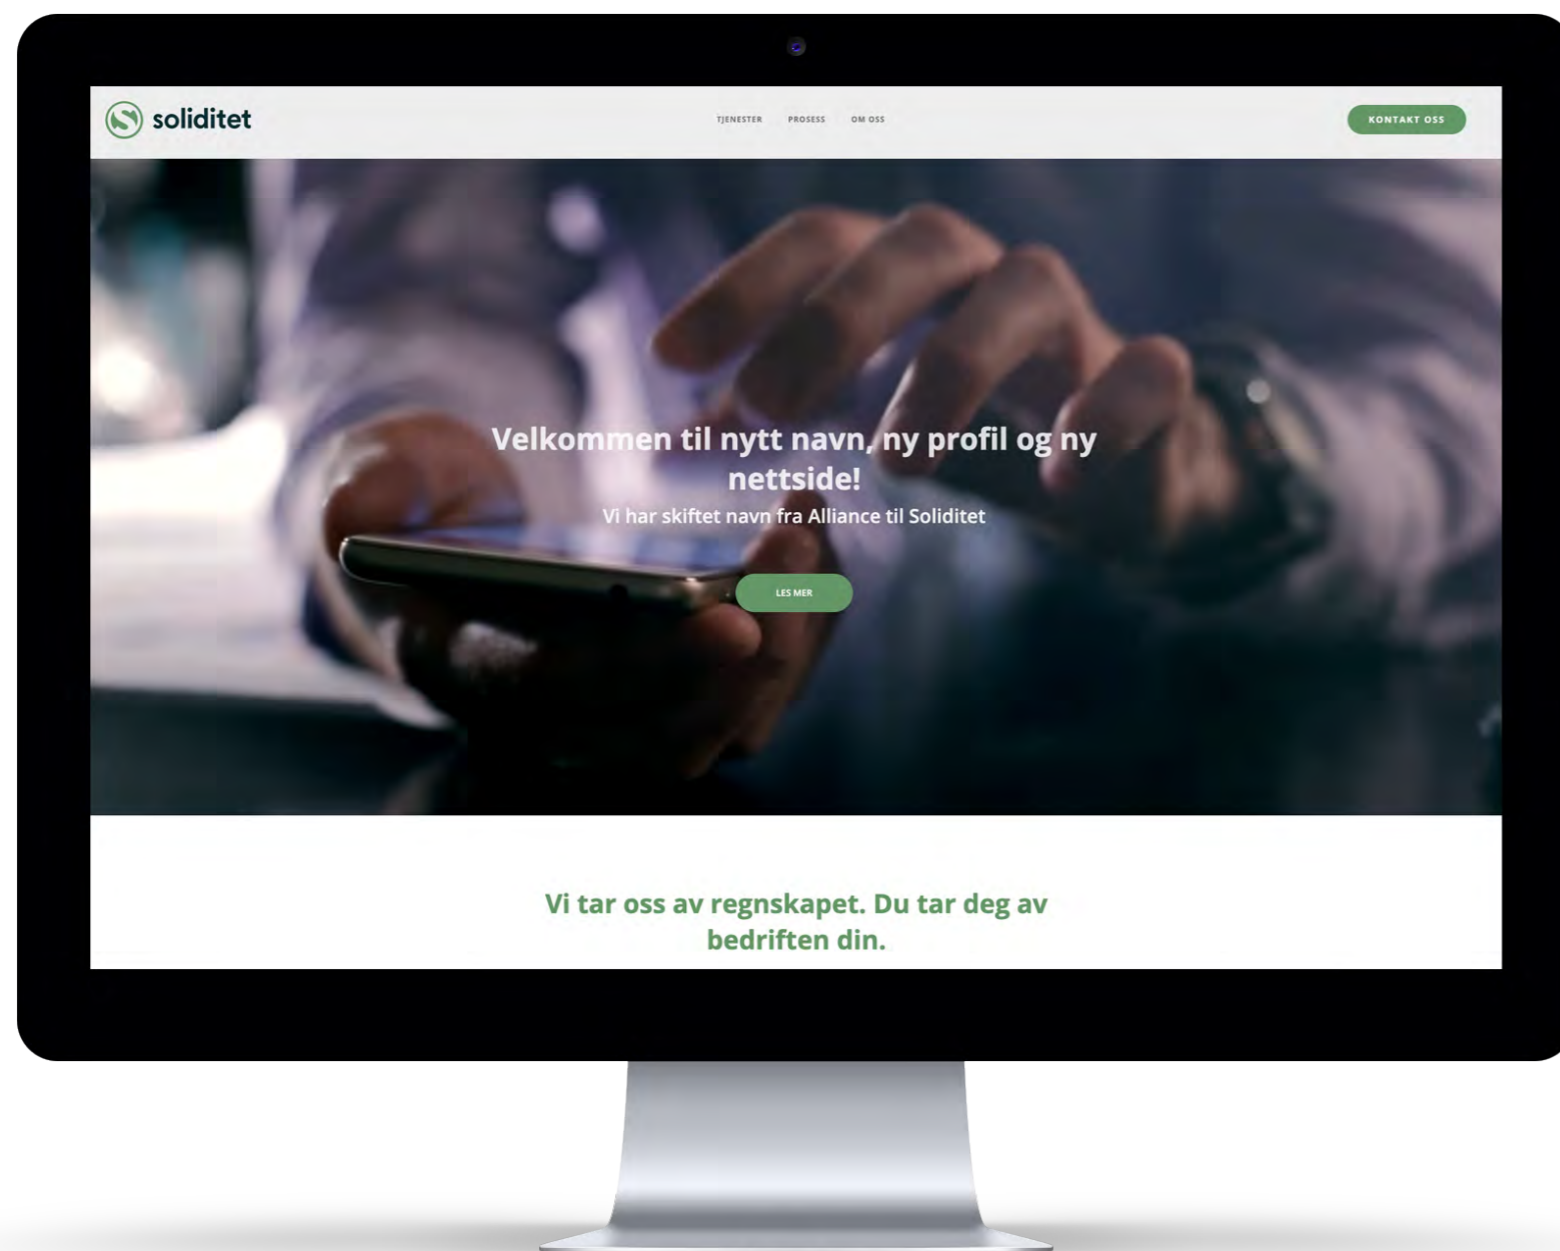 soliditet
TJENESTER PROSESS OM OSS
KONTAKT OSS
Velkommen til nytt navn, ny profil og ny
nettside!
Vi har skiftet navn fra Alliance til Soliditet
LES MER
Vi tar oss av regnskapet. Du tar deg av
bedriften din.